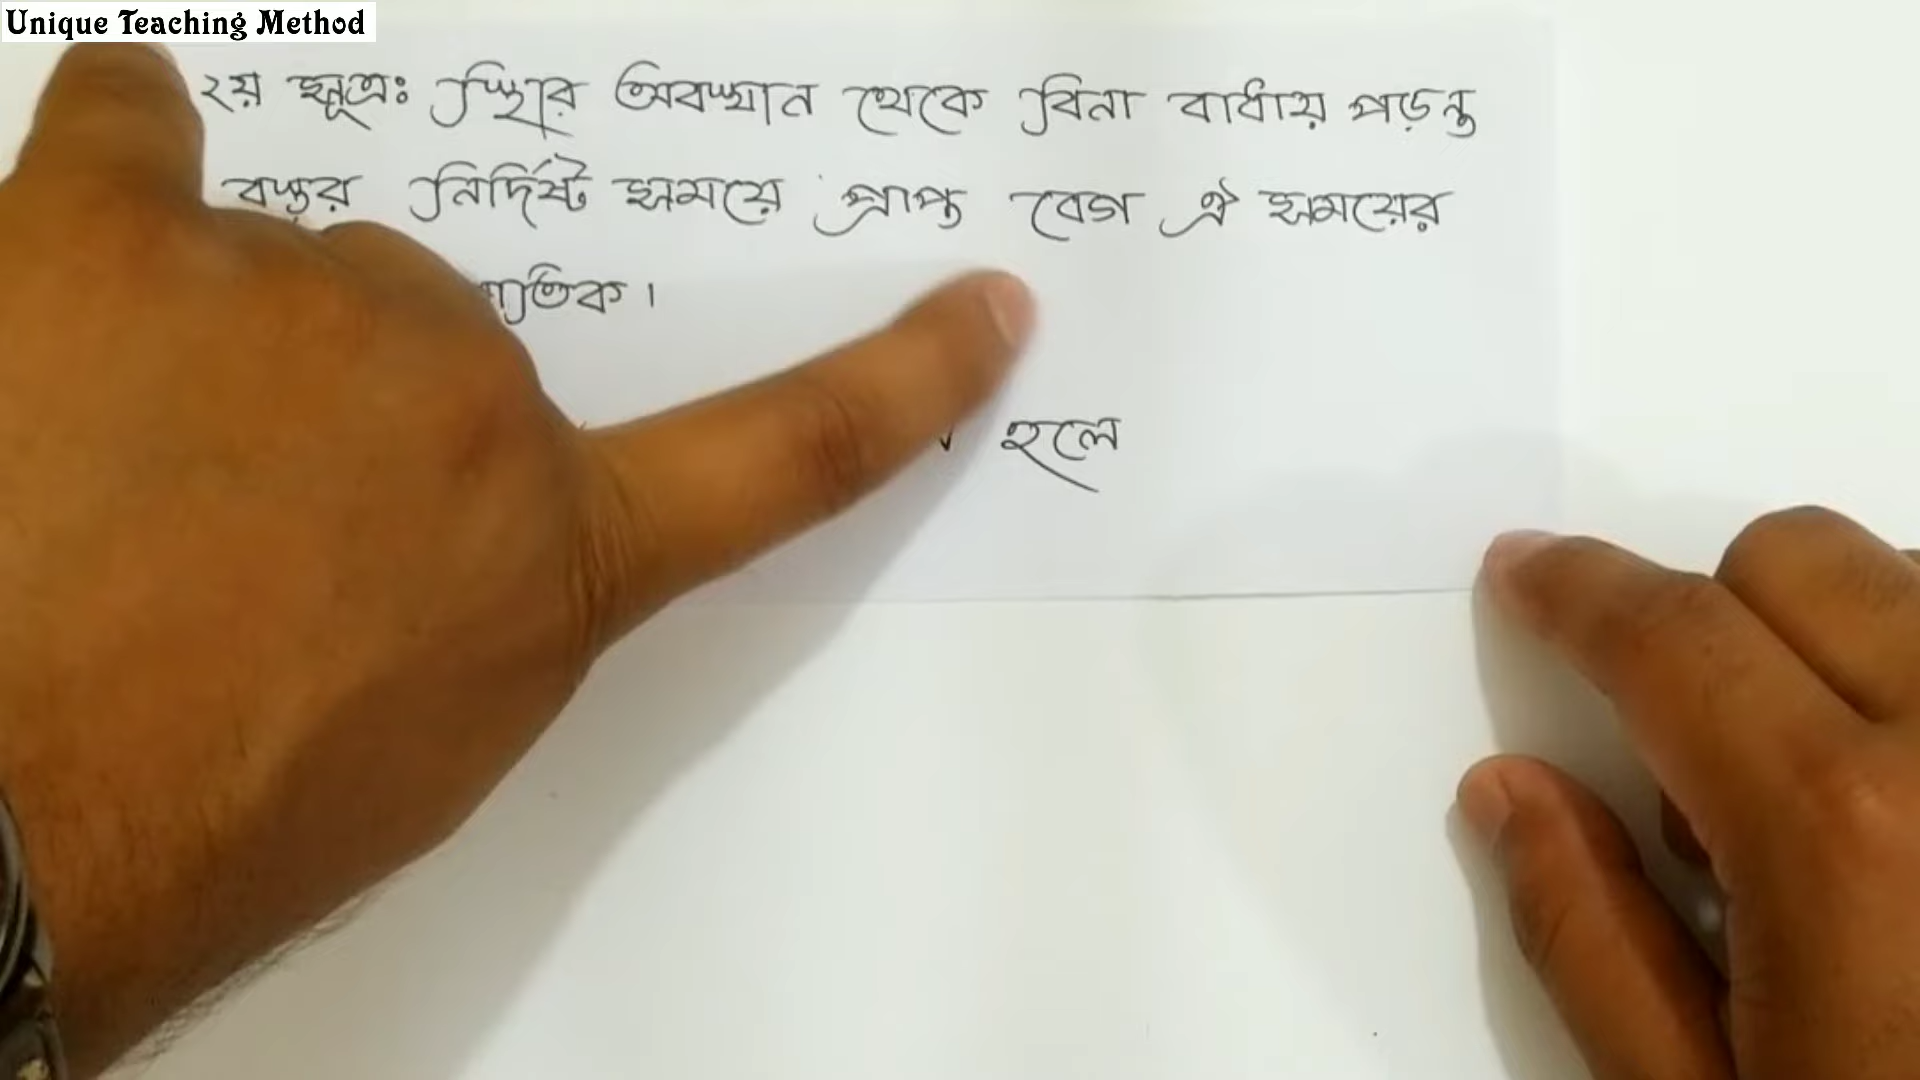 Unique Teaching Method
২য় সূত্রঃ স্থির অবস্থান থেকে বিনা বাধায় পড়ন্ত
বস্তুর নির্দিষ্ট সময়ে প্রাপ্ত বেগ ঐ সময়ের
হলে